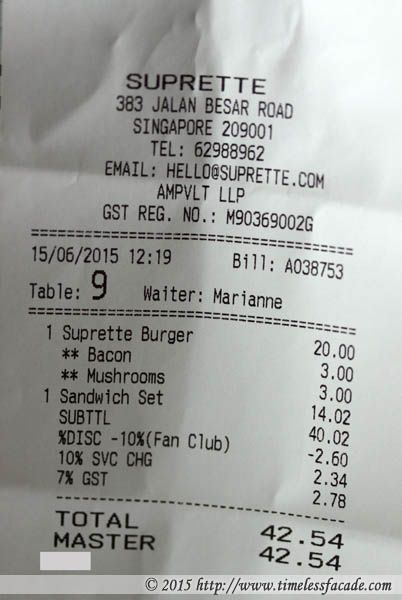 SUPRETTE
383 JALAN BESAR ROAD
SINGAPORE 209001
TEL: 62988962
EMAIL: HELLO@SUPRETTE.COM
AMPVLT LLP
GST REG. NO.: M90369002G
==================================
15/06/2015 12:19 Bill: A038753
Table: 9 Waiter: Marianne
==================================
1 Suprette Burger 20.00
** Bacon 3.00
** Mushrooms 3.00
1 Sandwich Set 14.02
SUBTTL 40.02
%DISC -10%(Fan Club) -2.60
10% SVC CHG 2.34
7% GST 2.78
----------------------------------
TOTAL 42.54
MASTER 42.54
© 2015 http://www.timelessfacade.com